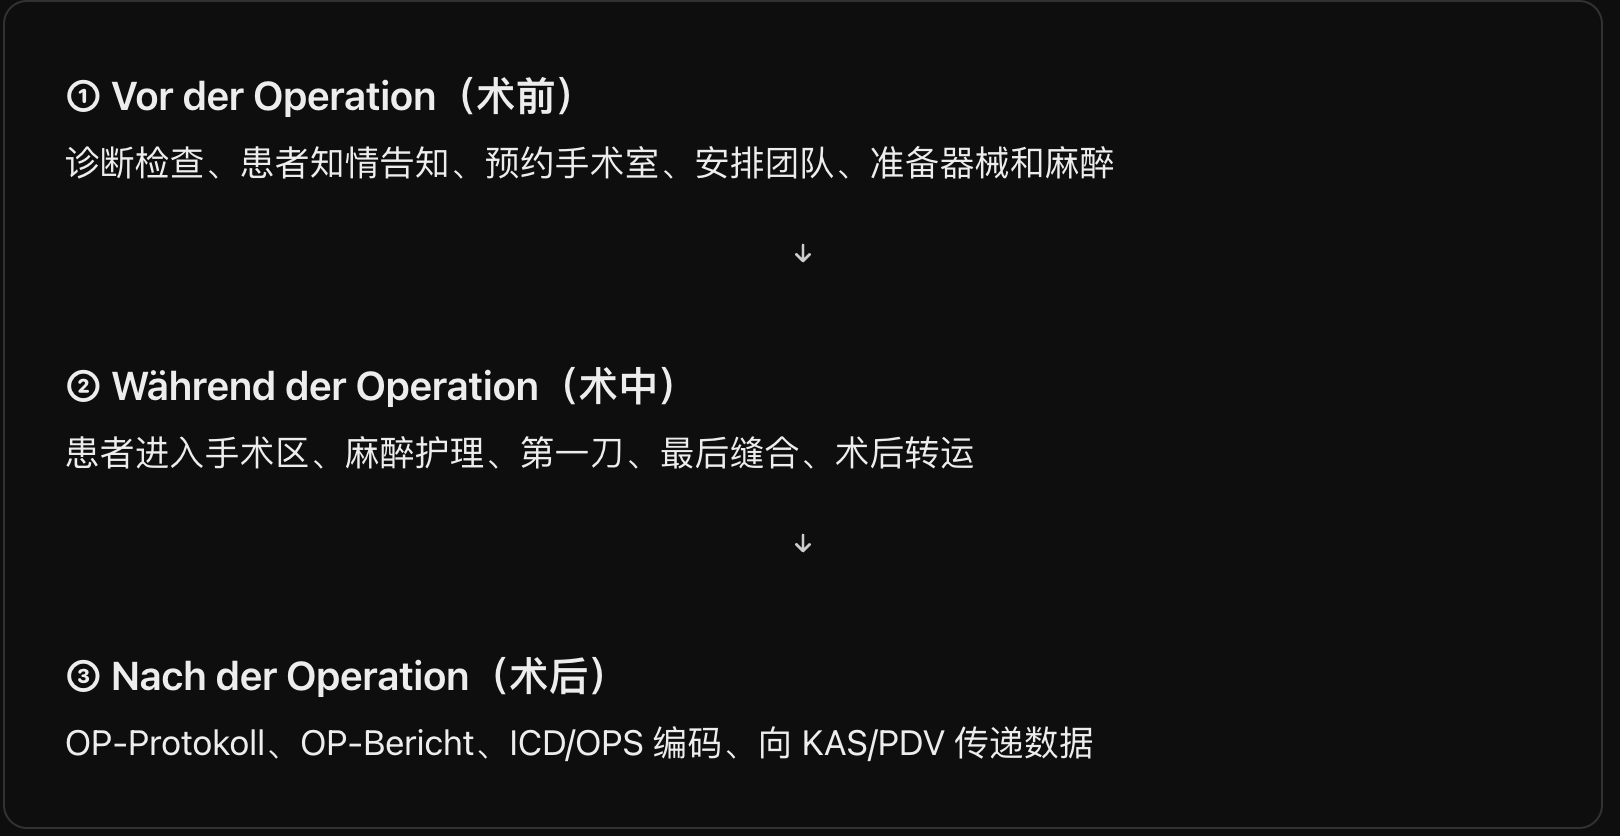 ① Vor der Operation（术前）
诊断检查、患者知情告知、预约手术室、安排团队、准备器械和麻醉
↓
② Während der Operation（术中）
患者进入手术区、麻醉护理、第一刀、最后缝合、术后转运
↓
③ Nach der Operation（术后）
OP-Protokoll、OP-Bericht、ICD/OPS 编码、向 KAS/PDV 传递数据